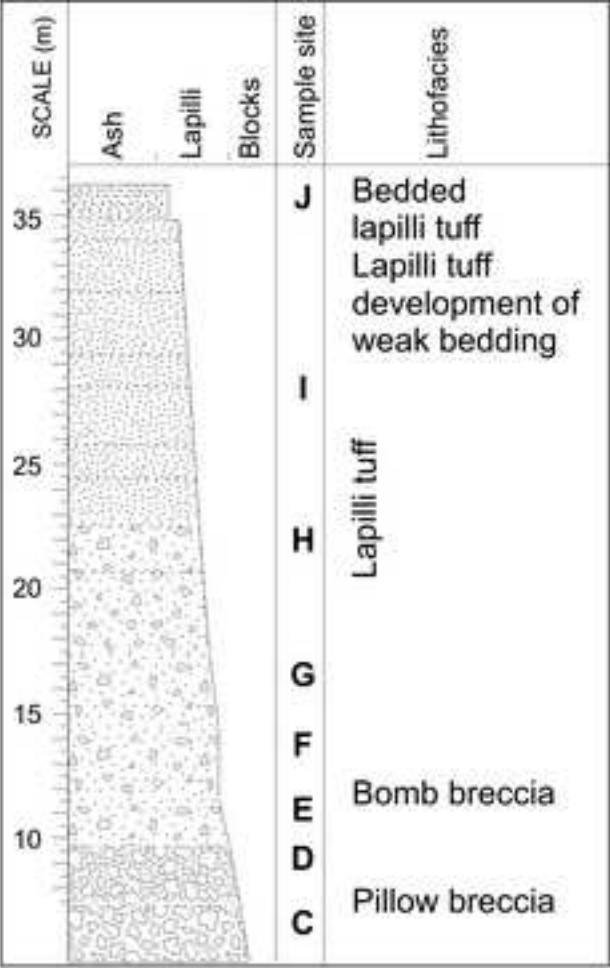 SCALE (m)
Ash
Lapilli
Blocks
Sample site
Lithofacies
35
30
25
20
15
10
J
I
H
G
F
E
D
C
Bedded
lapilli tuff
Lapilli tuff
development of
weak bedding
Lapilli tuff
Bomb breccia
Pillow breccia